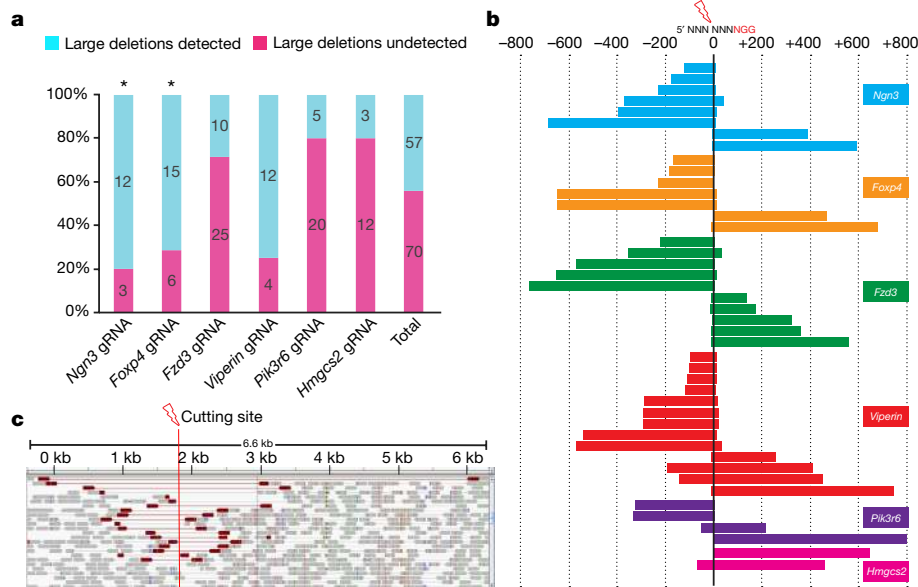 a
Large deletions detected
Large deletions undetected
* *
100%
80%
60%
40%
20%
0%
12 15 10 12 5 3 57
3 6 25 4 20 12 70
Ngn3 gRNA
Foxp4 gRNA
Fzd3 gRNA
Viperin gRNA
Pik3r6 gRNA
Hmgcs2 gRNA
Total
b
5′ NNN NNNNGG
−800 −600 −400 −200 0 +200 +400 +600 +800
Ngn3
Foxp4
Fzd3
Viperin
Pik3r6
Hmgcs2
c
Cutting site
6.6 kb
0 kb 1 kb 2 kb 3 kb 4 kb 5 kb 6 kb